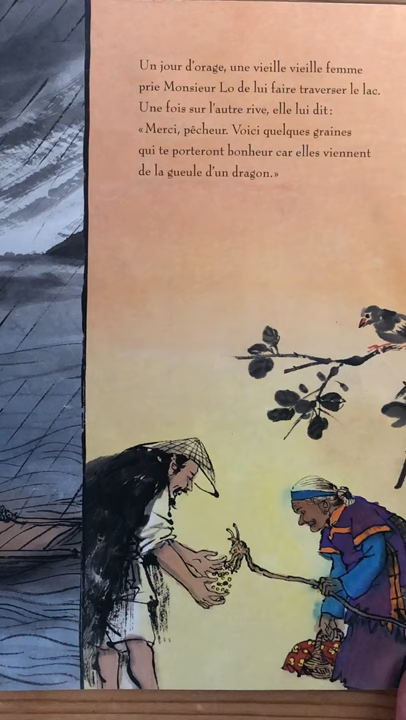 Un jour d'orage, une vieille vieille femme
prie Monsieur Lo de lui faire traverser le lac.
Une fois sur l'autre rive, elle lui dit :
« Merci, pêcheur. Voici quelques graines
qui te porteront bonheur car elles viennent
de la gueule d'un dragon. »